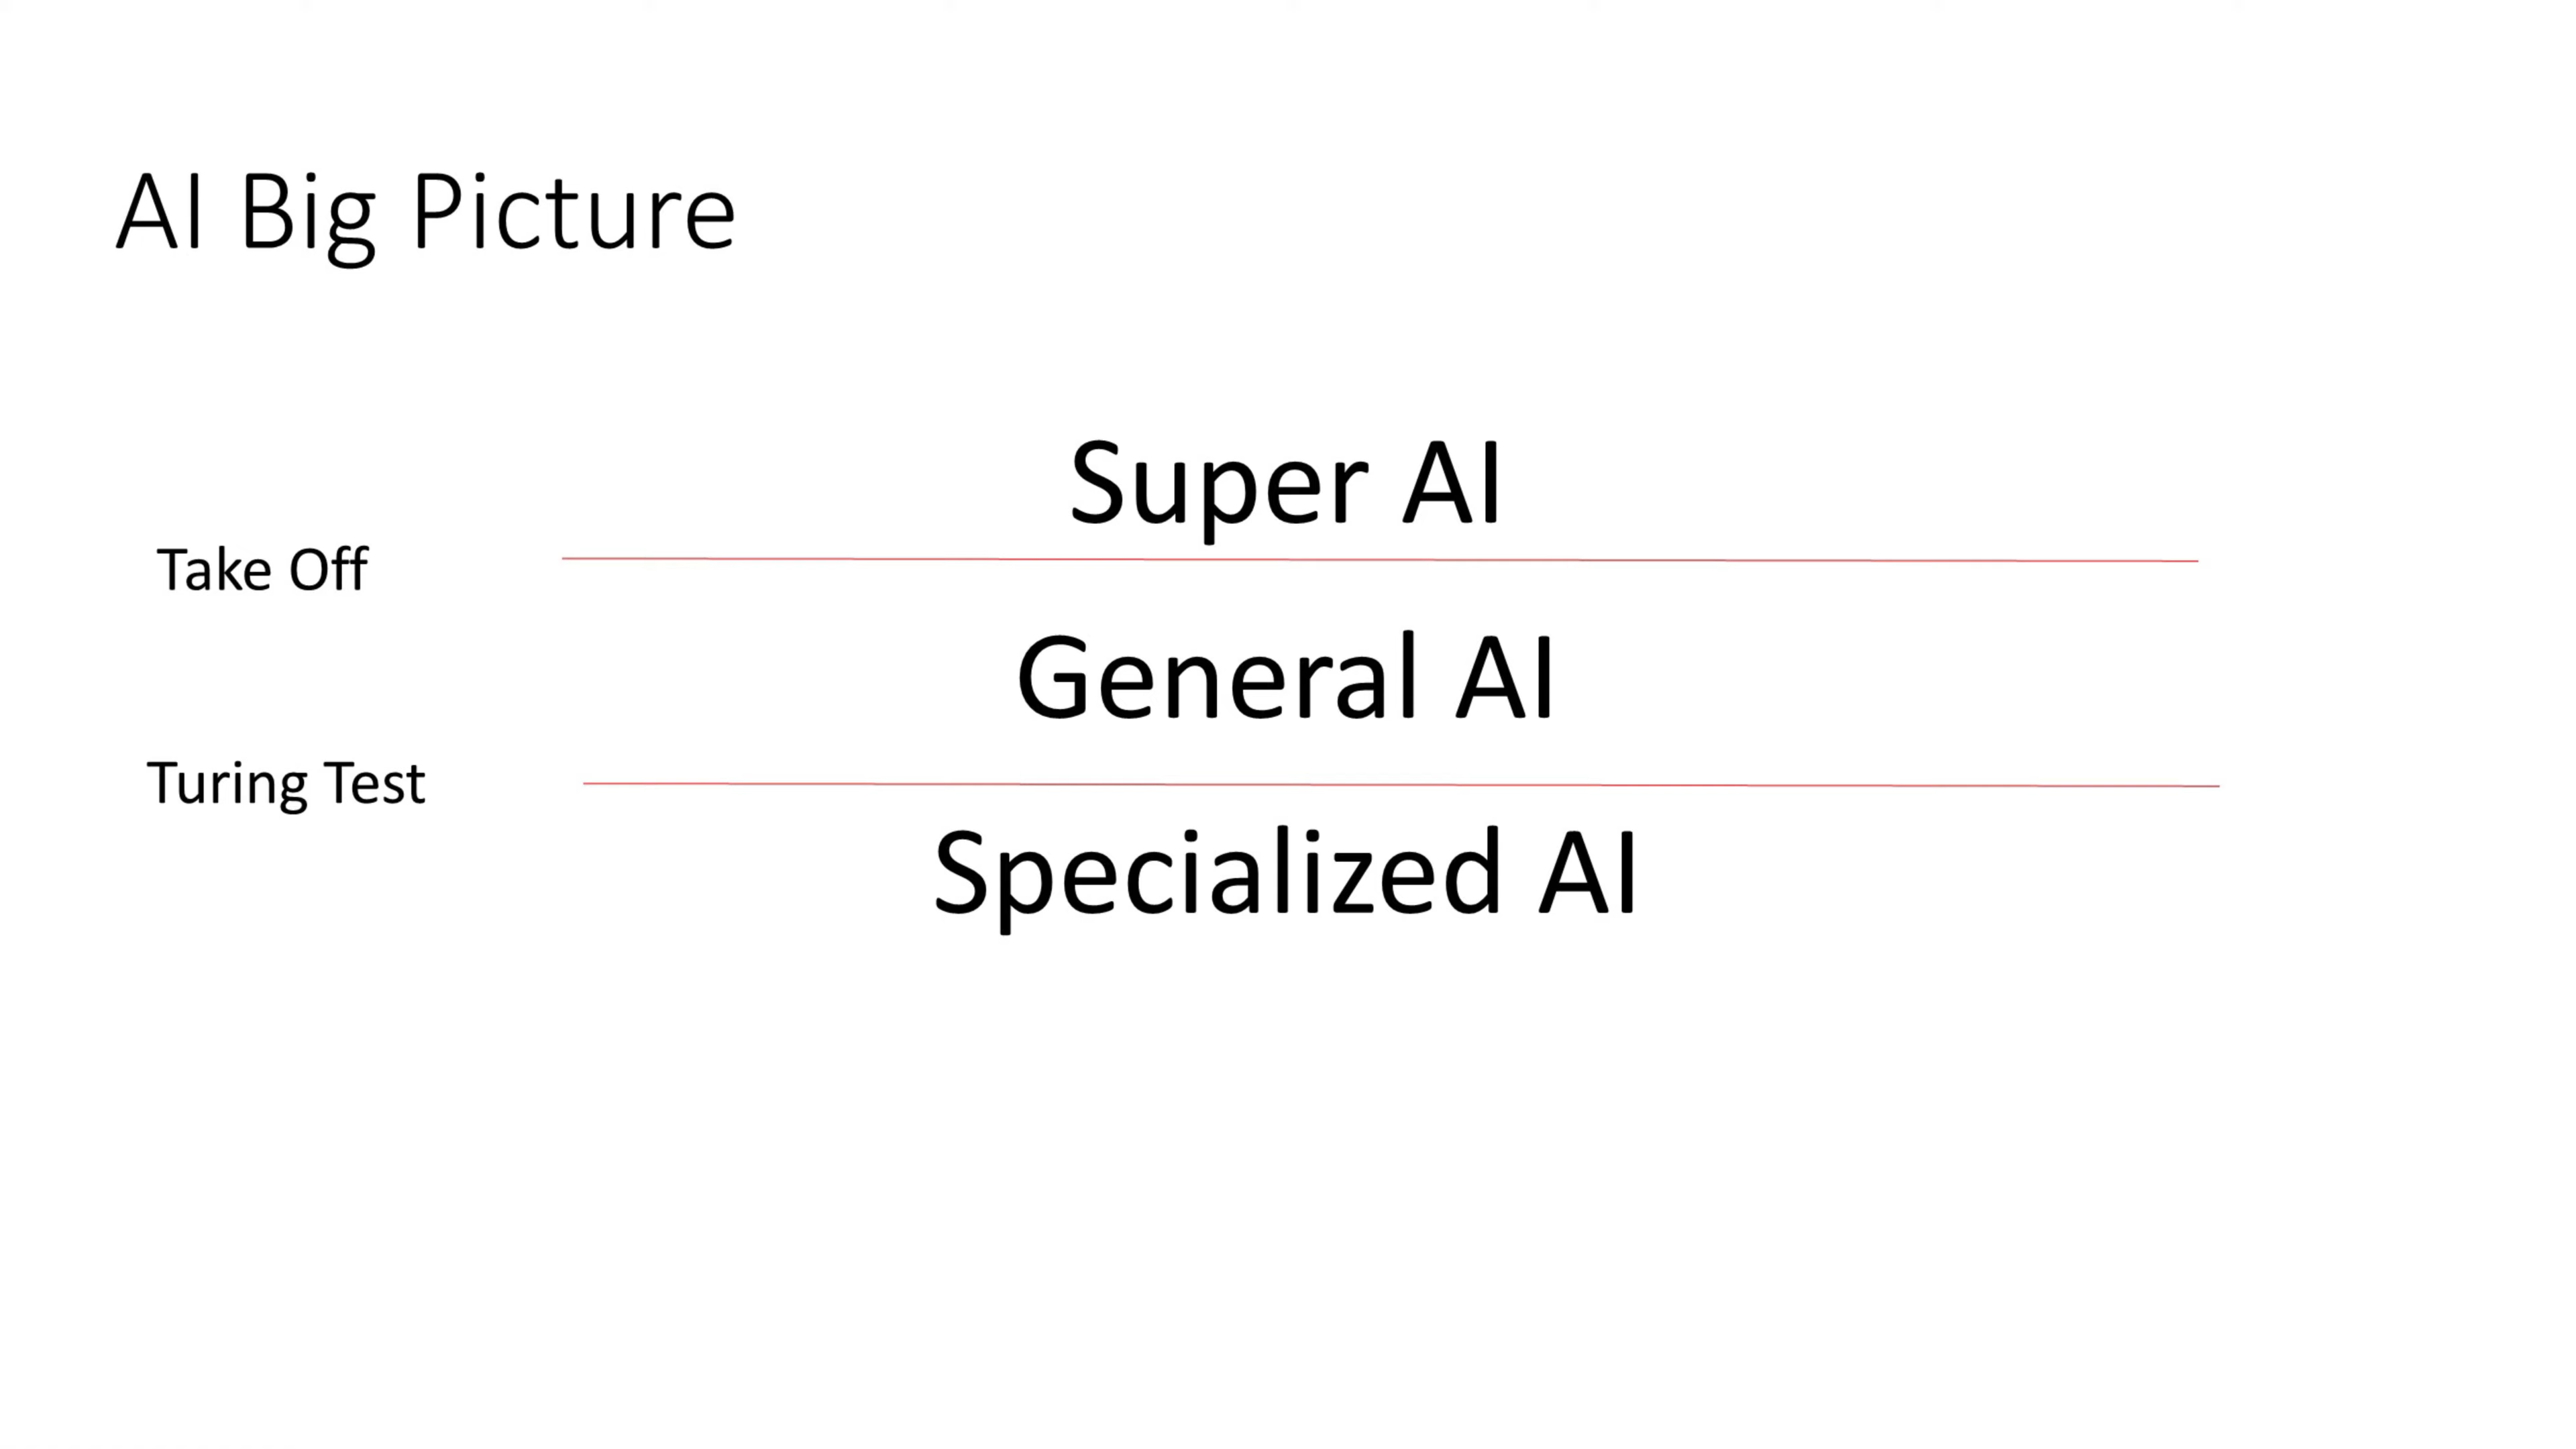 AI Big Picture
Super AI
Take Off
General AI
Turing Test
Specialized AI